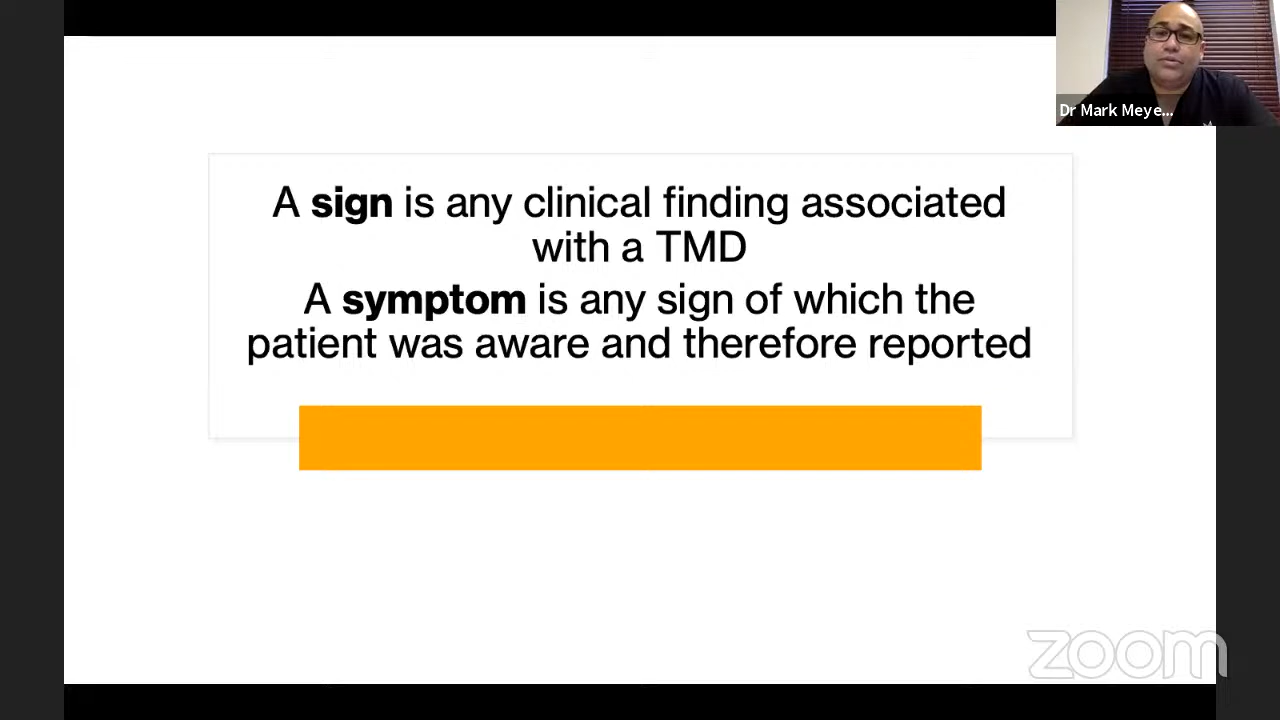 Dr Mark Meye...
A sign is any clinical finding associated
with a TMD
A symptom is any sign of which the
patient was aware and therefore reported
zoom